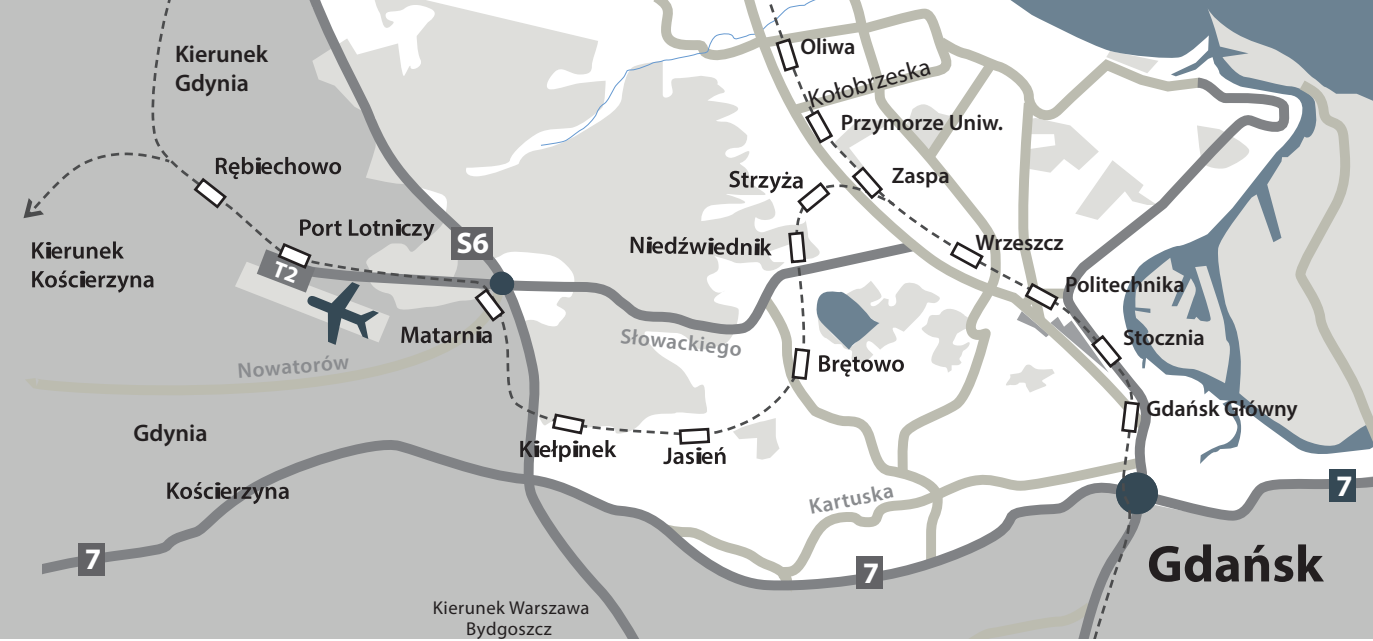 Kierunek
Gdynia
Oliwa
Kołobrzeska
Przymorze Uniw.
Rębiechowo
Strzyża
Zaspa
Port Lotniczy
S6
Niedźwiednik
Wrzeszcz
Kierunek
Kościerzyna
T2
Politechnika
Matarnia
Słowackiego
Stocznia
Nowatorów
Brętowo
Gdańsk Główny
Gdynia
Kiełpinek
Jasień
Kościerzyna
Kartuska
7
7
7
Gdańsk
Kierunek Warszawa
Bydgoszcz